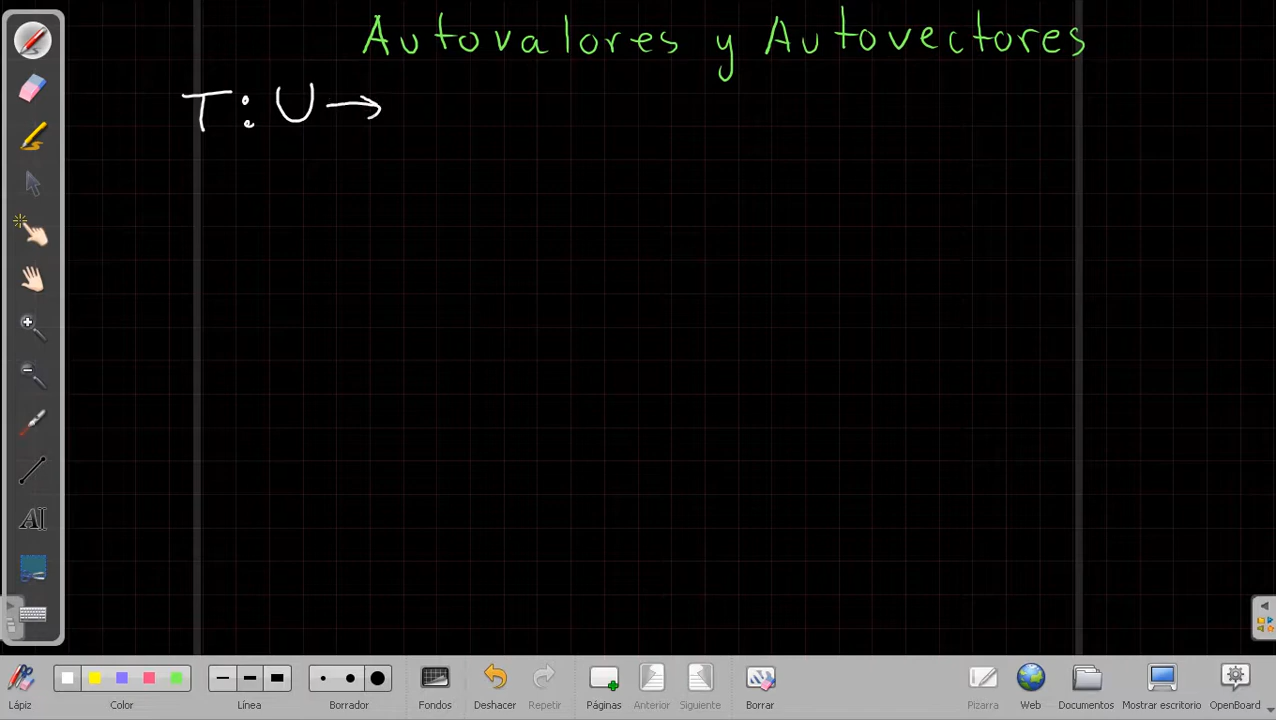 Autovalores y Autovectores
T : U →
Lápiz
Color
Línea
Borrador
Fondos
Deshacer
Repetir
Páginas
Anterior
Siguiente
Borrar
Pizarra
Web
Documentos
Mostrar escritorio
OpenBoard